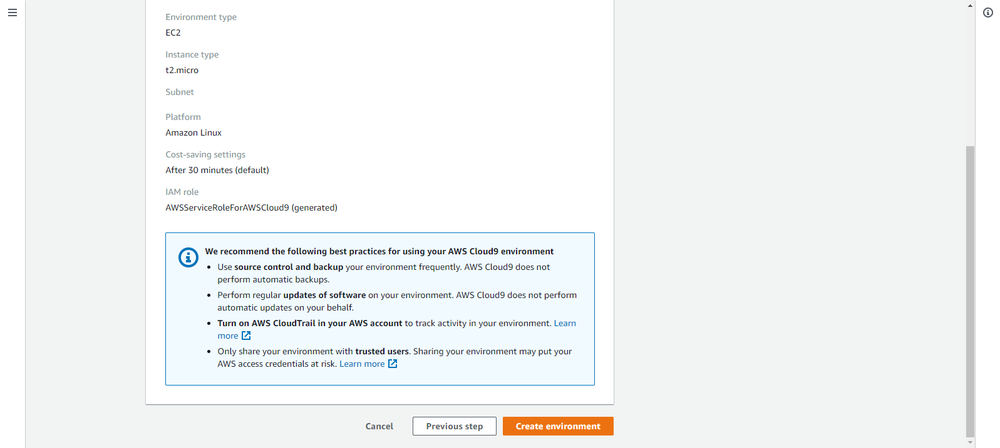 Environment type
EC2
Instance type
t2.micro
Subnet
Platform
Amazon Linux
Cost-saving settings
After 30 minutes (default)
IAM role
AWSServiceRoleForAWSCloud9 (generated)
We recommend the following best practices for using your AWS Cloud9 environment
• Use source control and backup your environment frequently. AWS Cloud9 does not
perform automatic backups.
• Perform regular updates of software on your environment. AWS Cloud9 does not perform
automatic updates on your behalf.
• Turn on AWS CloudTrail in your AWS account to track activity in your environment. Learn
more
• Only share your environment with trusted users. Sharing your environment may put your
AWS access credentials at risk. Learn more
Cancel Previous step Create environment